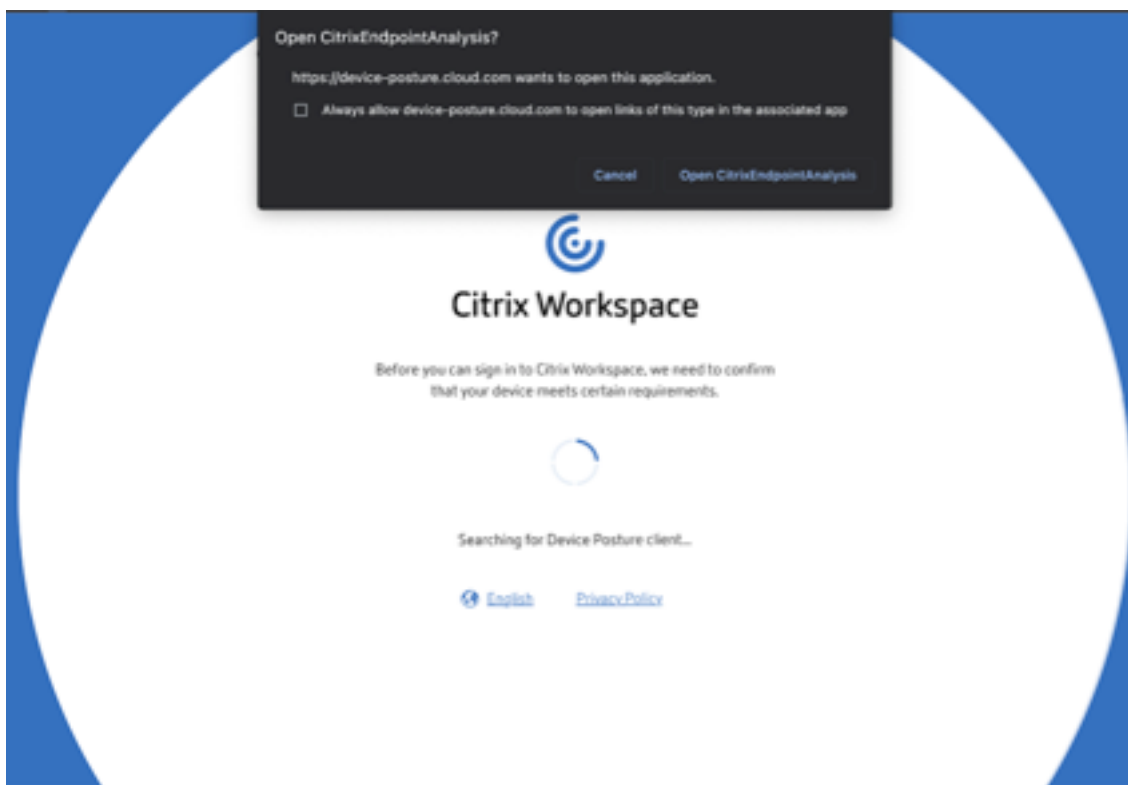 Open CitrixEndpointAnalysis?
https://device-posture.cloud.com wants to open this application.
Always allow device-posture.cloud.com to open links of this type in the associated app
Cancel
Open CitrixEndpointAnalysis
Citrix Workspace
Before you can sign in to Citrix Workspace, we need to confirm
that your device meets certain requirements.
Searching for Device Posture client...
English
Privacy Policy